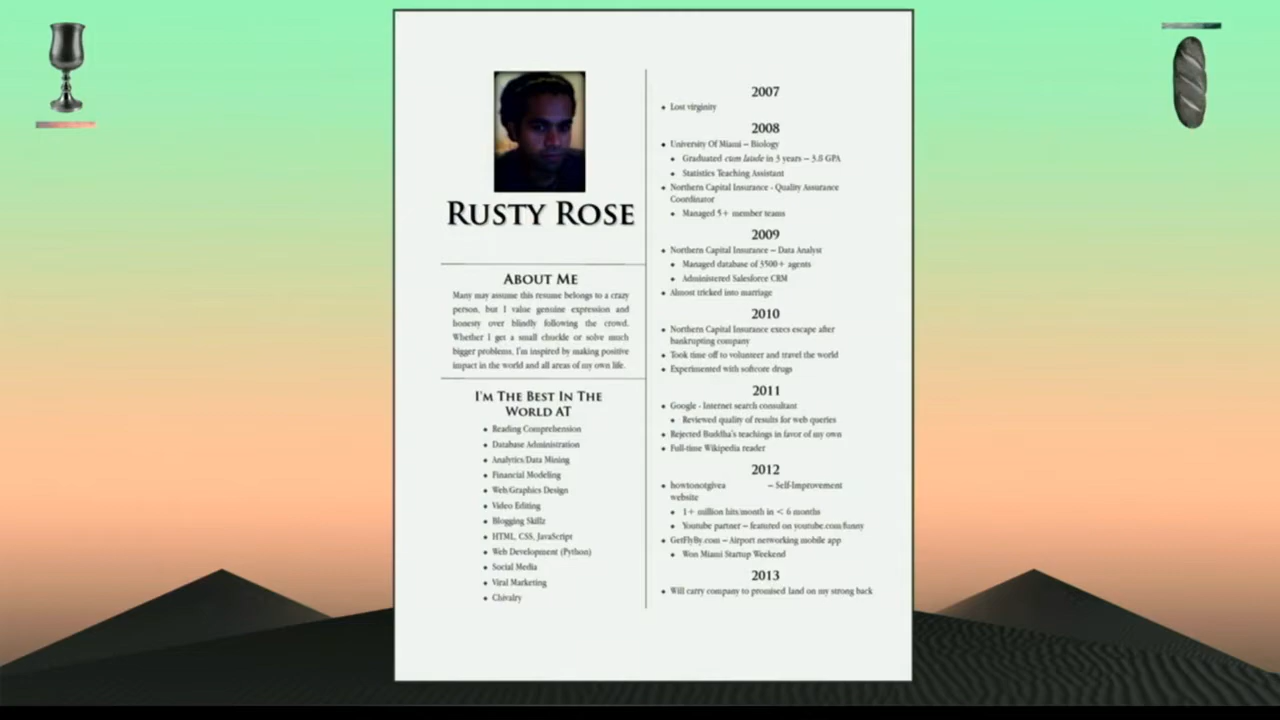 RUSTY ROSE
ABOUT ME
Many may assume this resume belongs to a crazy
person, but I value genuine expression and
honesty over blindly following the crowd.
Whether I get a small chuckle or solve much
bigger problems, I'm inspired by making positive
impact in the world and all areas of my own life.
I'M THE BEST IN THE
WORLD AT
• Reading Comprehension
• Database Administration
• Analytics/Data Mining
• Financial Modeling
• Web/Graphics Design
• Video Editing
• Blogging Skillz
• HTML, CSS, JavaScript
• Web Development (Python)
• Social Media
• Viral Marketing
• Chivalry
2007
• Lost virginity
2008
• University Of Miami – Biology
• Graduated cum laude in 3 years – 3.8 GPA
• Statistics Teaching Assistant
• Northern Capital Insurance - Quality Assurance
Coordinator
• Managed 5+ member teams
2009
• Northern Capital Insurance – Data Analyst
• Managed database of 3500+ agents
• Administered Salesforce CRM
• Almost tricked into marriage
2010
• Northern Capital Insurance execs escape after
bankrupting company
• Took time off to volunteer and travel the world
• Experimented with softcore drugs
2011
• Google - Internet search consultant
• Reviewed quality of results for web queries
• Rejected Buddha's teachings in favor of my own
• Full-time Wikipedia reader
2012
• howtonotgivea – Self-Improvement
website
• 1+ million hits/month in < 6 months
• Youtube partner – featured on youtube.com/funny
• GetFlyBy.com – Airport networking mobile app
• Won Miami Startup Weekend
2013
• Will carry company to promised land on my strong back